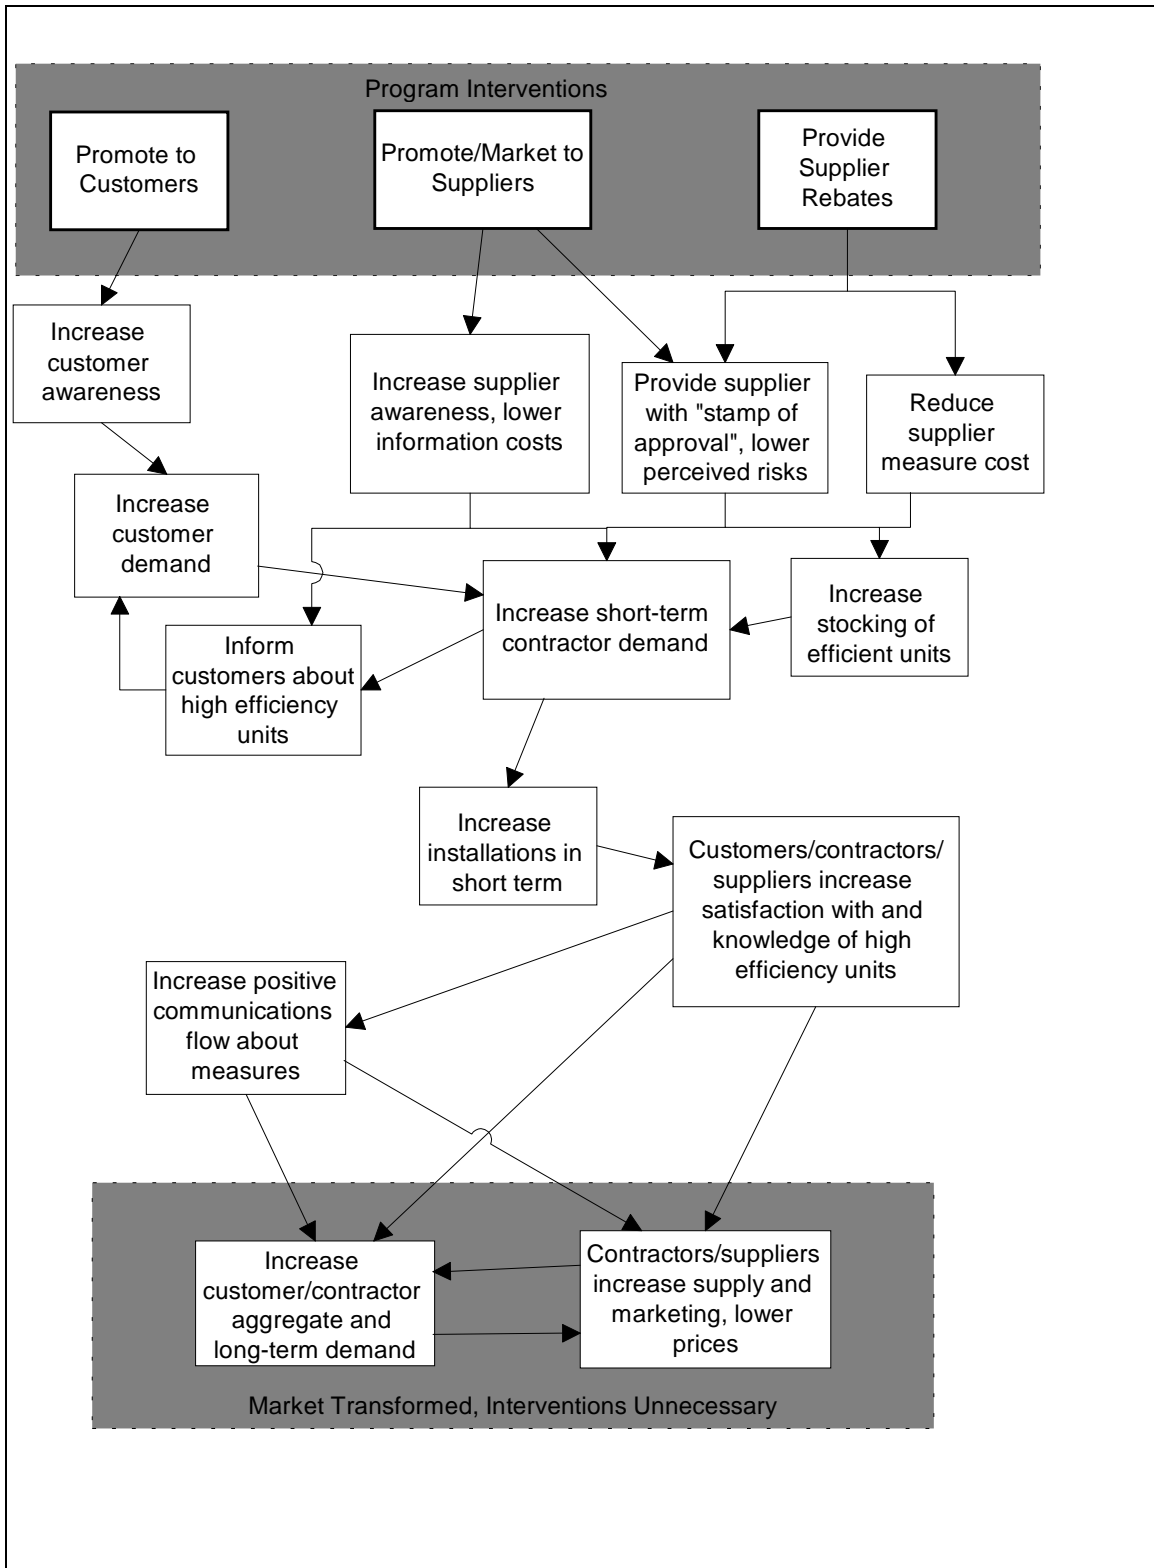 Program Interventions
Promote to
Customers
Promote/Market to
Suppliers
Provide
Supplier
Rebates
Increase
customer
awareness
Increase supplier
awareness, lower
information costs
Provide supplier
with "stamp of
approval", lower
perceived risks
Reduce
supplier
measure cost
Increase
customer
demand
Increase short-term
contractor demand
Increase
stocking of
efficient units
Inform
customers about
high efficiency
units
Increase
installations in
short term
Customers/contractors/
suppliers increase
satisfaction with and
knowledge of high
efficiency units
Increase positive
communications
flow about
measures
Increase
customer/contractor
aggregate and
long-term demand
Contractors/suppliers
increase supply and
marketing, lower
prices
Market Transformed, Interventions Unnecessary